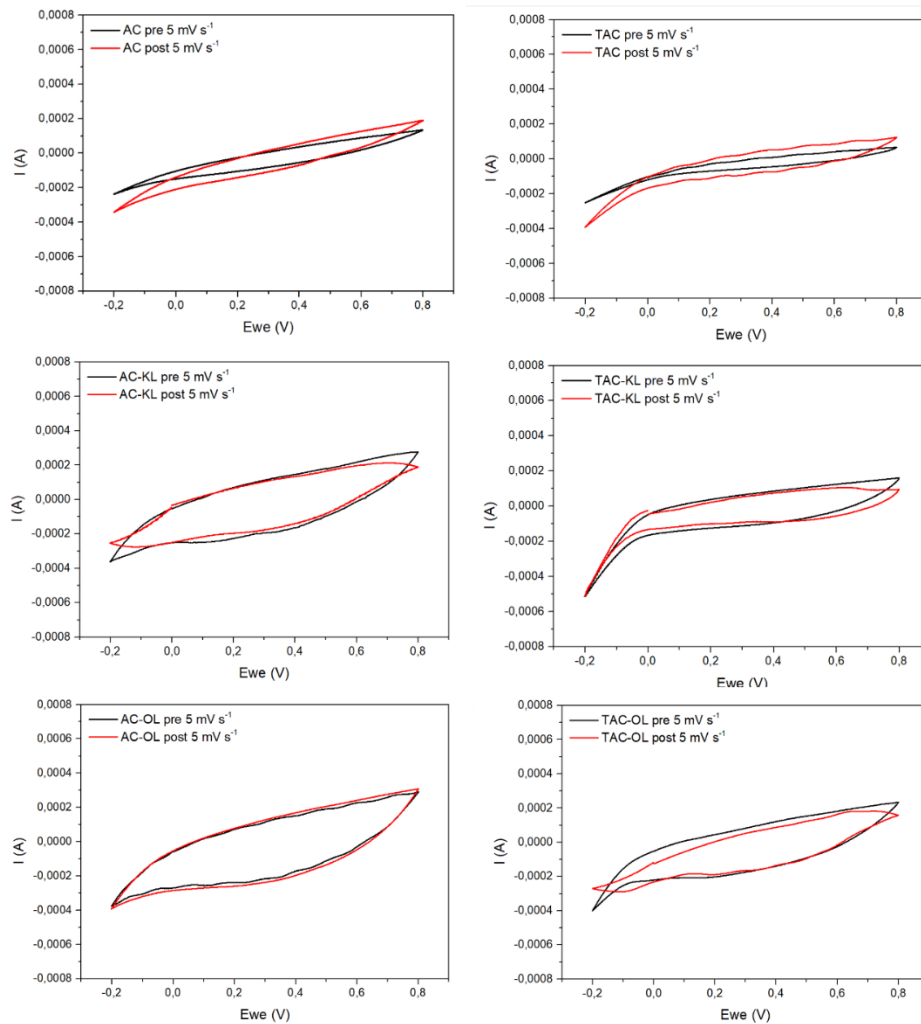 AC pre 5 mV s⁻¹
AC post 5 mV s⁻¹
0,0008
0,0006
0,0004
0,0002
0,0000
-0,0002
-0,0004
-0,0006
-0,0008
I (A)
-0,2 0,0 0,2 0,4 0,6 0,8
Ewe (V)
TAC pre 5 mV s⁻¹
TAC post 5 mV s⁻¹
0,0008
0,0006
0,0004
0,0002
0,0000
-0,0002
-0,0004
-0,0006
-0,0008
I (A)
-0,2 0,0 0,2 0,4 0,6 0,8
Ewe (V)
AC-KL pre 5 mV s⁻¹
AC-KL post 5 mV s⁻¹
0,0008
0,0006
0,0004
0,0002
0,0000
-0,0002
-0,0004
-0,0006
-0,0008
I (A)
-0,2 0,0 0,2 0,4 0,6 0,8
Ewe (V)
TAC-KL pre 5 mV s⁻¹
TAC-KL post 5 mV s⁻¹
0,0008
0,0006
0,0004
0,0002
0,0000
-0,0002
-0,0004
-0,0006
-0,0008
I (A)
-0,2 0,0 0,2 0,4 0,6 0,8
Ewe (V)
AC-OL pre 5 mV s⁻¹
AC-OL post 5 mV s⁻¹
0,0008
0,0006
0,0004
0,0002
0,0000
-0,0002
-0,0004
-0,0006
-0,0008
I (A)
-0,2 0,0 0,2 0,4 0,6 0,8
Ewe (V)
TAC-OL pre 5 mV s⁻¹
TAC-OL post 5 mV s⁻¹
0,0008
0,0006
0,0004
0,0002
0,0000
-0,0002
-0,0004
-0,0006
-0,0008
I (A)
-0,2 0,0 0,2 0,4 0,6 0,8
Ewe (V)